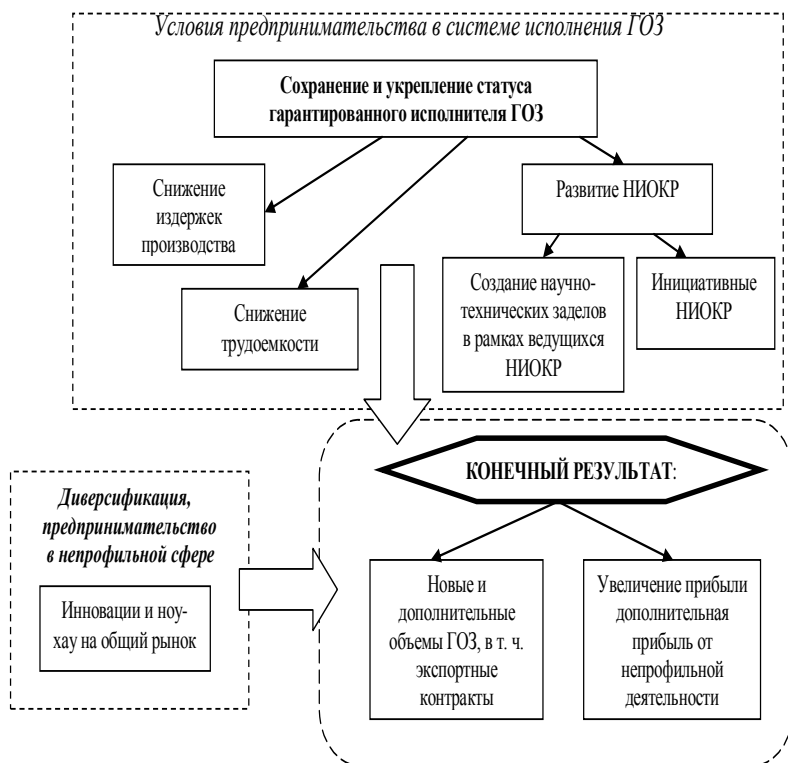 Условия предпринимательства в системе исполнения ГОЗ
Сохранение и укрепление статуса
гарантированного исполнителя ГОЗ
Снижение
издержек
производства
Развитие НИОКР
Снижение
трудоемкости
Создание научно-
технических заделов
в рамках ведущихся
НИОКР
Инициативные
НИОКР
КОНЕЧНЫЙ РЕЗУЛЬТАТ:
Диверсификация,
предпринимательство
в непрофильной сфере
Инновации и ноу-
хау на общий рынок
Новые и
дополнительные
объемы ГОЗ, в т. ч.
экспортные
контракты
Увеличение прибыли
дополнительная
прибыль от
непрофильной
деятельности